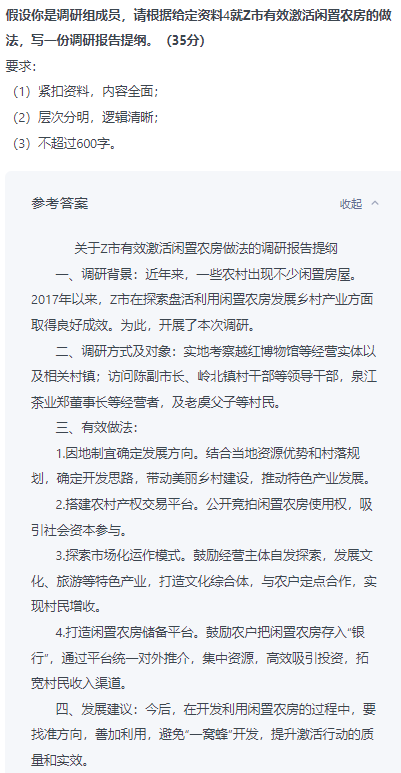 假设你是调研组成员，请根据给定资料4就Z市有效激活闲置农房的做
法，写一份调研报告提纲。（35分）
要求：
（1）紧扣资料，内容全面；
（2）层次分明，逻辑清晰；
（3）不超过600字。
参考答案
收起
关于Z市有效激活闲置农房做法的调研报告提纲
一、调研背景：近年来，一些农村出现不少闲置房屋。
2017年以来，Z市在探索盘活利用闲置农房发展乡村产业方面
取得良好成效。为此，开展了本次调研。
二、调研方式及对象：实地考察越红博物馆等经营实体以
及相关村镇；访问陈副市长、岭北镇村干部等领导干部，泉江
茶业郑董事长等经营者，及老虞父子等村民。
三、有效做法：
1.因地制宜确定发展方向。结合当地资源优势和村落规
划，确定开发思路，带动美丽乡村建设，推动特色产业发展。
2.搭建农村产权交易平台。公开竞拍闲置农房使用权，吸
引社会资本参与。
3.探索市场化运作模式。鼓励经营主体自发探索，发展文
化、旅游等特色产业，打造文化综合体，与农户定点合作，实
现村民增收。
4.打造闲置农房储备平台。鼓励农户把闲置农房存入“银
行”，通过平台统一对外推介，集中资源，高效吸引投资，拓
宽村民收入渠道。
四、发展建议：今后，在开发利用闲置农房的过程中，要
找准方向，善加利用，避免“一窝蜂”开发，提升激活行动的质
量和实效。